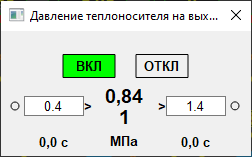 Давление теплоносителя на вых...
ВКЛ ОТКЛ
0.4 > 0,84
1 > 1.4
0,0 с МПа 0,0 с